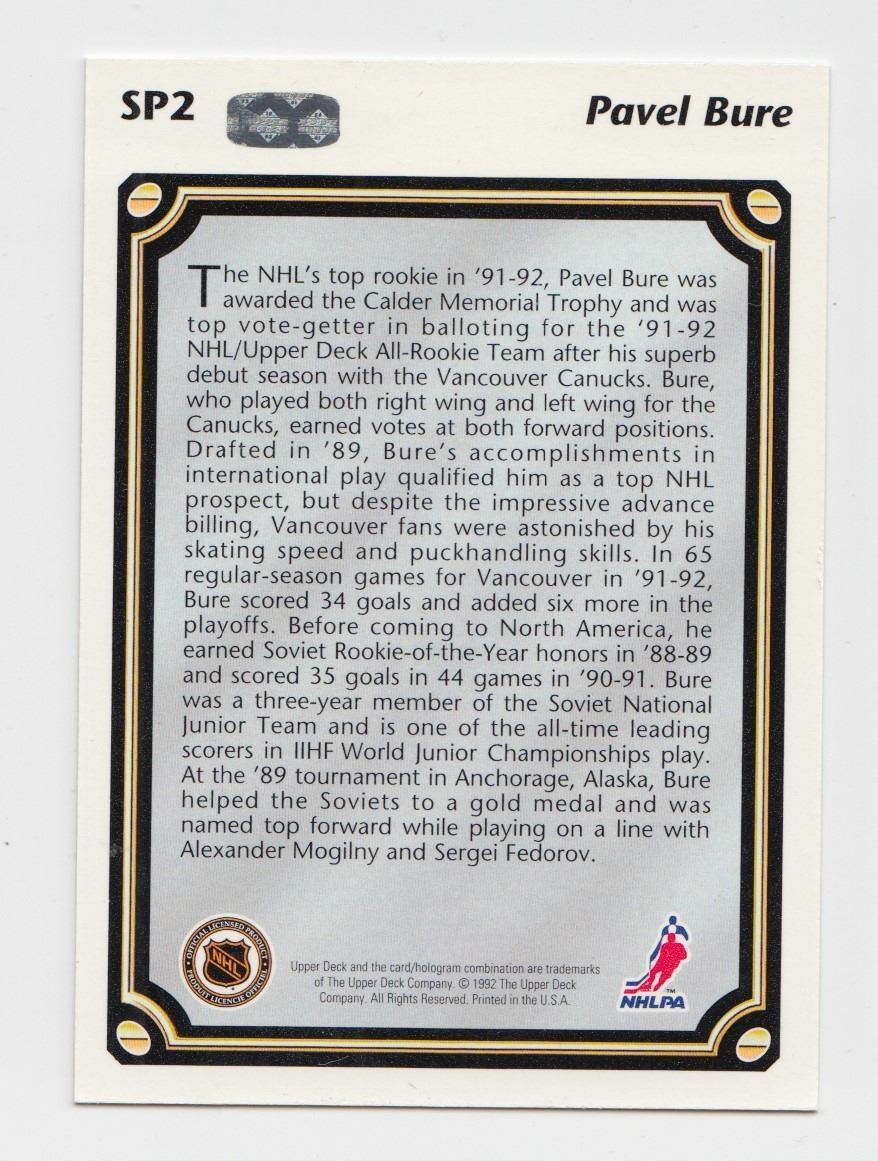 SP2
Pavel Bure
The NHL's top rookie in '91-92, Pavel Bure was
awarded the Calder Memorial Trophy and was
top vote-getter in balloting for the '91-92
NHL/Upper Deck All-Rookie Team after his superb
debut season with the Vancouver Canucks. Bure,
who played both right wing and left wing for the
Canucks, earned votes at both forward positions.
Drafted in '89, Bure's accomplishments in
international play qualified him as a top NHL
prospect, but despite the impressive advance
billing, Vancouver fans were astonished by his
skating speed and puckhandling skills. In 65
regular-season games for Vancouver in '91-92,
Bure scored 34 goals and added six more in the
playoffs. Before coming to North America, he
earned Soviet Rookie-of-the-Year honors in '88-89
and scored 35 goals in 44 games in '90-91. Bure
was a three-year member of the Soviet National
Junior Team and is one of the all-time leading
scorers in IIHF World Junior Championships play.
At the '89 tournament in Anchorage, Alaska, Bure
helped the Soviets to a gold medal and was
named top forward while playing on a line with
Alexander Mogilny and Sergei Fedorov.
• OFFICIAL LICENSED PRODUCT •
NHL
PRODUIT LICENCIÉ OFFICIEL
Upper Deck and the card/hologram combination are trademarks
of The Upper Deck Company. © 1992 The Upper Deck
Company. All Rights Reserved. Printed in the U.S.A.
TM
NHLPA